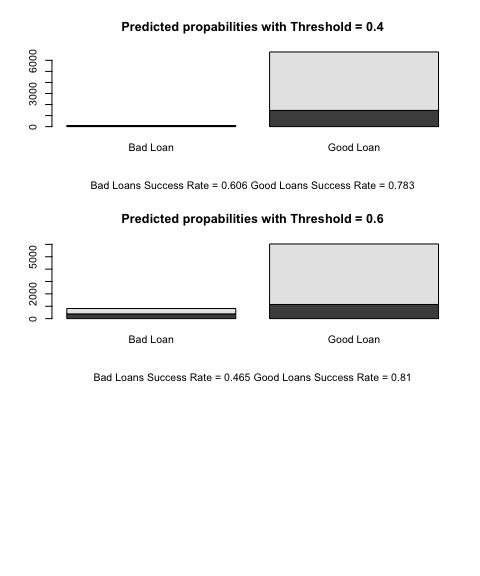 Predicted propabilities with Threshold = 0.4
6000
3000
0
Bad Loan Good Loan
Bad Loans Success Rate = 0.606 Good Loans Success Rate = 0.783
Predicted propabilities with Threshold = 0.6
5000
2000
0
Bad Loan Good Loan
Bad Loans Success Rate = 0.465 Good Loans Success Rate = 0.81